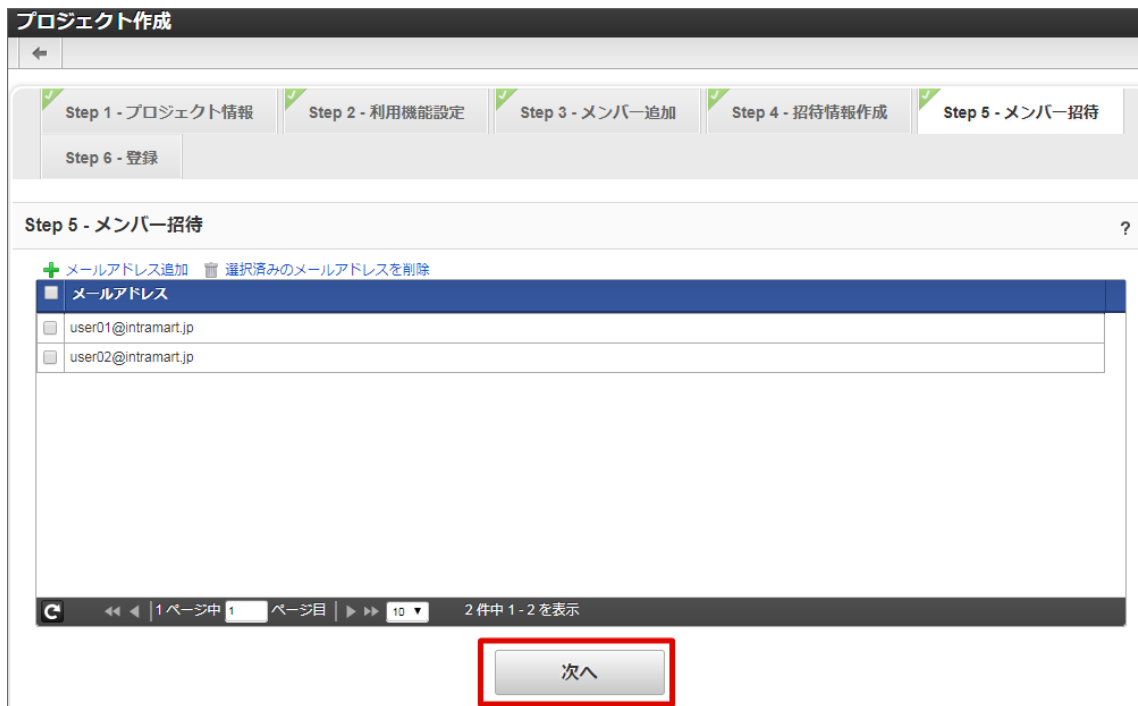 プロジェクト作成
Step 1 - プロジェクト情報
Step 2 - 利用機能設定
Step 3 - メンバー追加
Step 4 - 招待情報作成
Step 5 - メンバー招待
Step 6 - 登録
Step 5 - メンバー招待
?
メールアドレス追加 選択済みのメールアドレスを削除
メールアドレス
user01@intramart.jp
user02@intramart.jp
1 ページ中 1 ページ目 10 2 件中 1 - 2 を表示
次へ